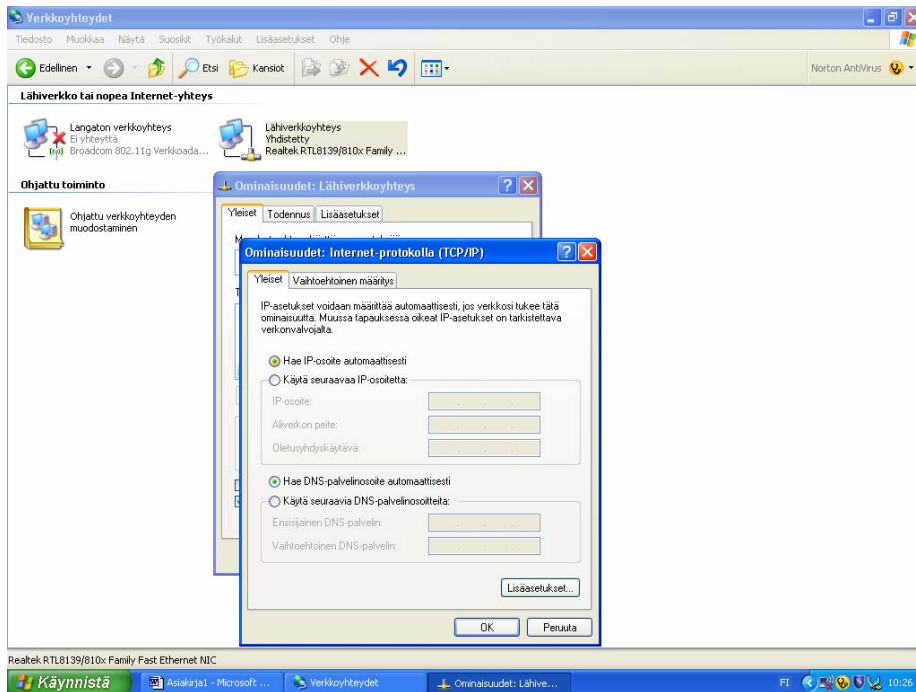 Verkkoyhteydet
Tiedosto Muokkaa Näytä Suosikit Työkalut Lisäasetukset Ohje
Edellinen Etsi Kansiot Norton AntiVirus
Lähiverkko tai nopea Internet-yhteys
Langaton verkkoyhteys
Ei yhteyttä
Broadcom 802.11g Verkkoada...
Lähiverkkoyhteys
Yhdistetty
Realtek RTL8139/810x Family ...
Ohjattu toiminto
Ohjattu verkkoyhteyden
muodostaminen
Ominaisuudet: Lähiverkkoyhteys
Yleiset Todennus Lisäasetukset
Ominaisuudet: Internet-protokolla (TCP/IP)
Yleiset Vaihtoehtoinen määritys
IP-asetukset voidaan määrittää automaattisesti, jos verkkosi tukee tätä
ominaisuutta. Muussa tapauksessa oikeat IP-asetukset on tarkistettava
verkonvalvojalta.
Hae IP-osoite automaattisesti
Käytä seuraavaa IP-osoitetta:
IP-osoite:
Aliverkon peite:
Oletusyhdyskäytävä:
Hae DNS-palvelinosoite automaattisesti
Käytä seuraavia DNS-palvelinosoitteita:
Ensisijainen DNS-palvelin:
Vaihtoehtoinen DNS-palvelin:
Lisäasetukset...
OK Peruuta
Realtek RTL8139/810x Family Fast Ethernet NIC
Käynnistä Asiakirja1 - Microsoft ... Verkkoyhteydet Ominaisuudet: Lähive... FI 10:26